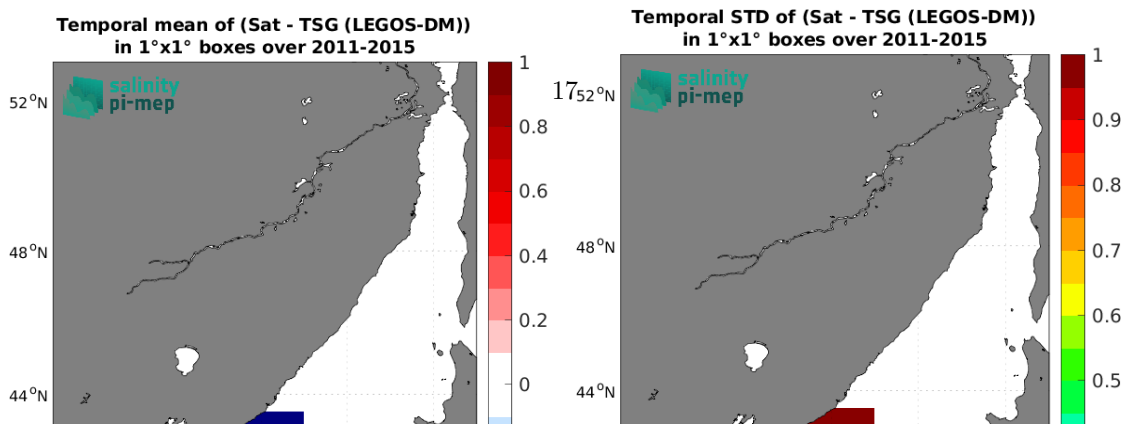 Temporal mean of (Sat - TSG (LEGOS-DM))
in 1°x1° boxes over 2011-2015
salinity
pi-mep
52°N
48°N
44°N
1
0.8
0.6
0.4
0.2
0
17
Temporal STD of (Sat - TSG (LEGOS-DM))
in 1°x1° boxes over 2011-2015
salinity
pi-mep
52°N
48°N
44°N
1
0.9
0.8
0.7
0.6
0.5